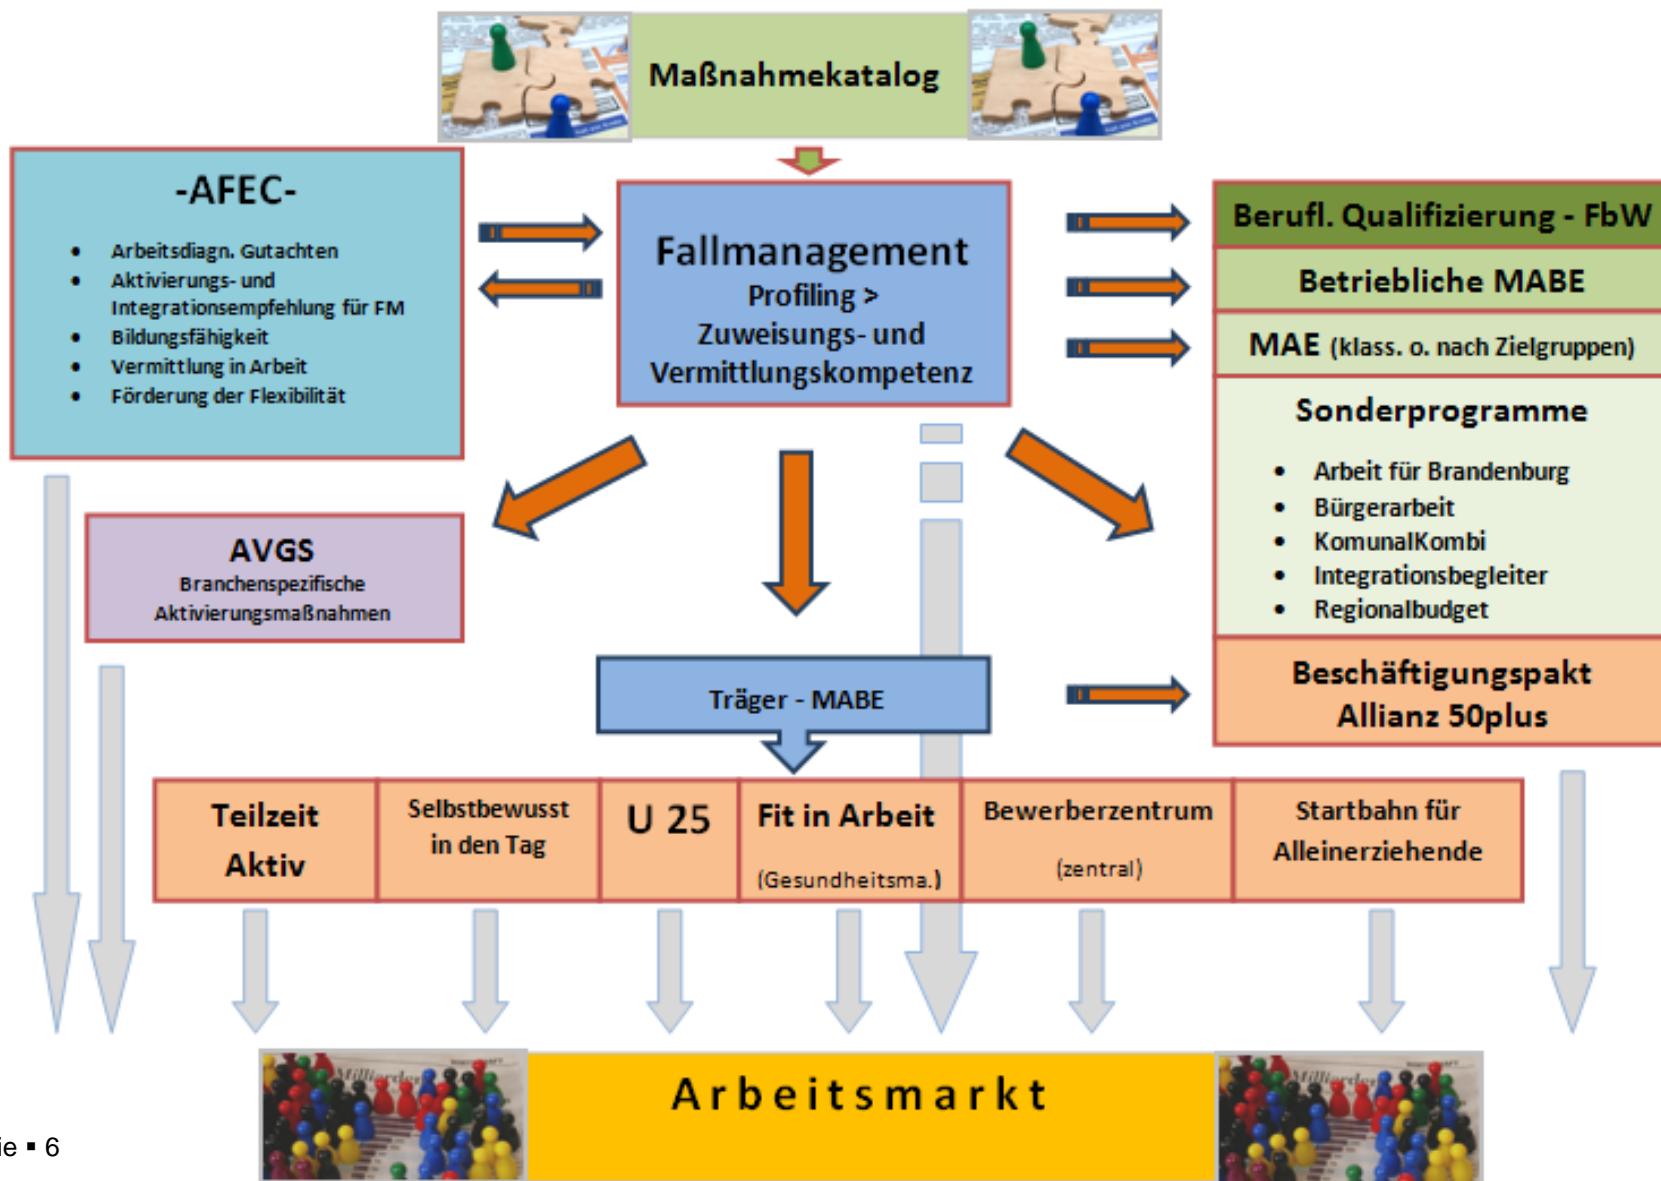 Maßnahmekatalog
-AFEC-
• Arbeitsdiagn. Gutachten
• Aktivierungs- und
Integrationsempfehlung für FM
• Bildungsfähigkeit
• Vermittlung in Arbeit
• Förderung der Flexibilität
Fallmanagement
Profiling >
Zuweisungs- und
Vermittlungskompetenz
Berufl. Qualifizierung - FbW
Betriebliche MABE
MAE (klass. o. nach Zielgruppen)
Sonderprogramme
• Arbeit für Brandenburg
• Bürgerarbeit
• KomunalKombi
• Integrationsbegleiter
• Regionalbudget
Beschäftigungspakt
Allianz 50plus
AVGS
Branchenspezifische
Aktivierungsmaßnahmen
Träger - MABE
Teilzeit
Aktiv
Selbstbewusst
in den Tag
U 25
Fit in Arbeit
(Gesundheitsma.)
Bewerberzentrum
(zentral)
Startbahn für
Alleinerziehende
Milliarden
Arbeitsmarkt
Milliarden
ie ▪ 6